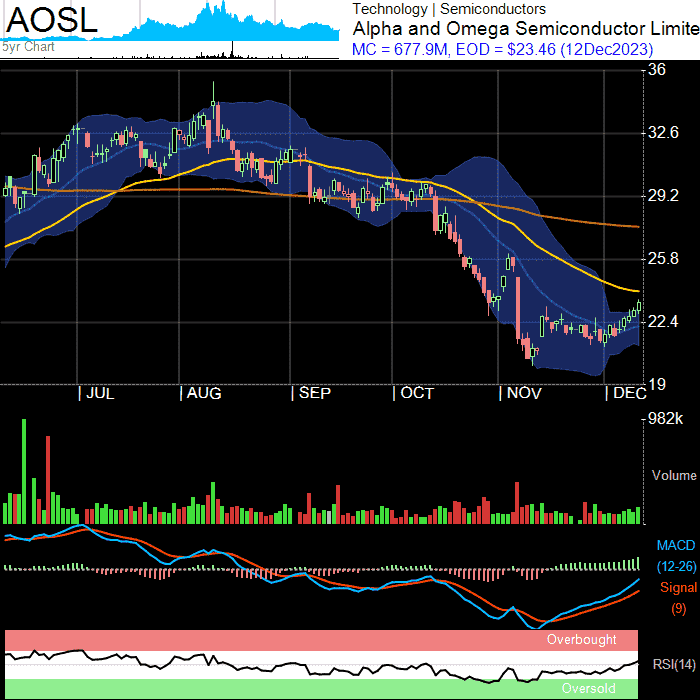 AOSL
5yr Chart
Technology | Semiconductors
Alpha and Omega Semiconductor Limite
MC = 677.9M, EOD = $23.46 (12Dec2023)
36
32.6
29.2
25.8
22.4
19
| JUL | AUG | SEP | OCT | NOV | DEC
982k
Volume
MACD
(12-26)
Signal
(9)
Overbought
RSI(14)
Oversold